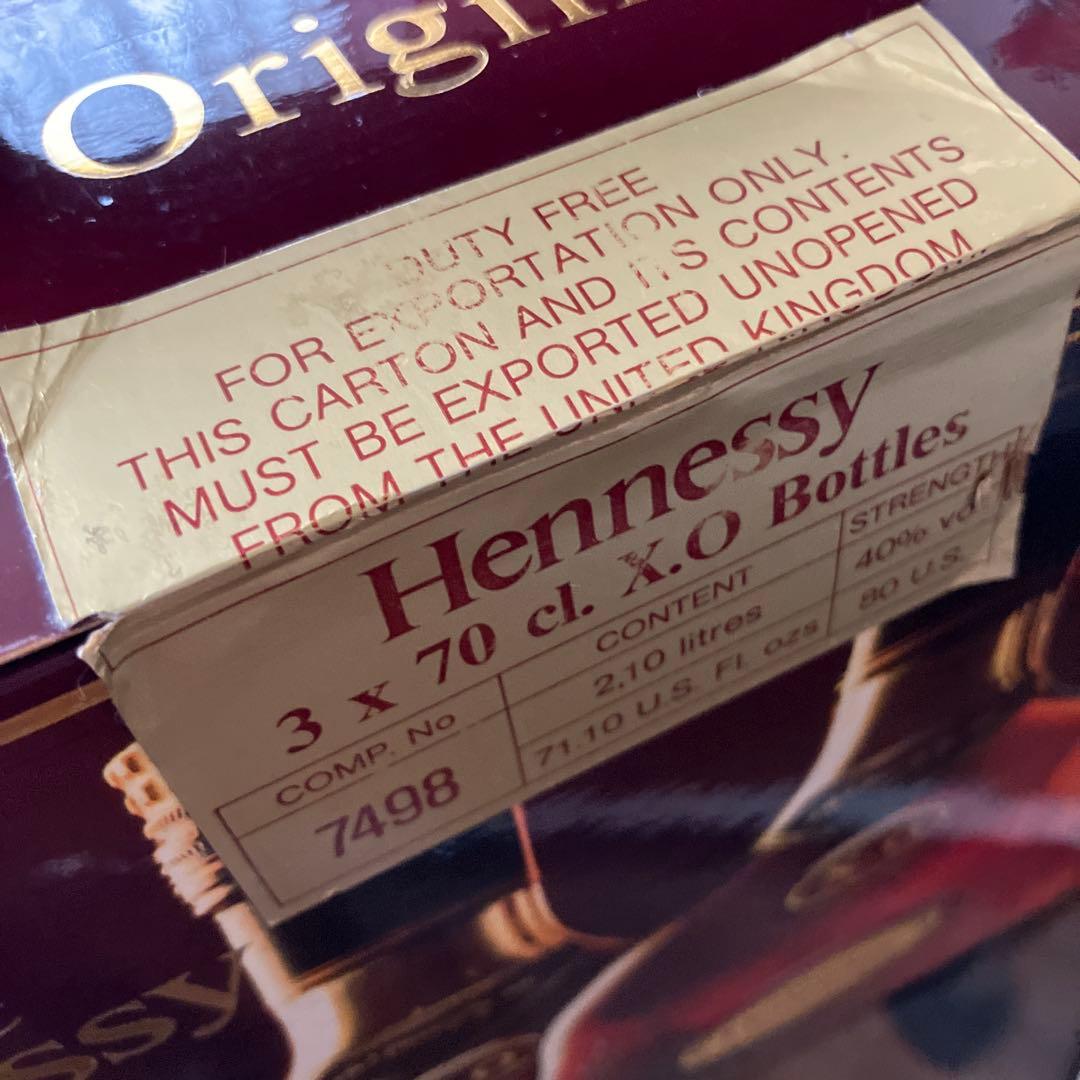 Origin
DUTY FREE
FOR EXPORTATION ONLY.
THIS CARTON AND ITS CONTENTS
MUST BE EXPORTED UNOPENED
FROM THE UNITED KINGDOM.
Hennessy
3 x 70 cl. X.O Bottles
COMP. No
CONTENT
STRENGTH
7498
2,10 litres
40% vol
71.10 U.S. Fl. ozs
80 U.S.
ssy